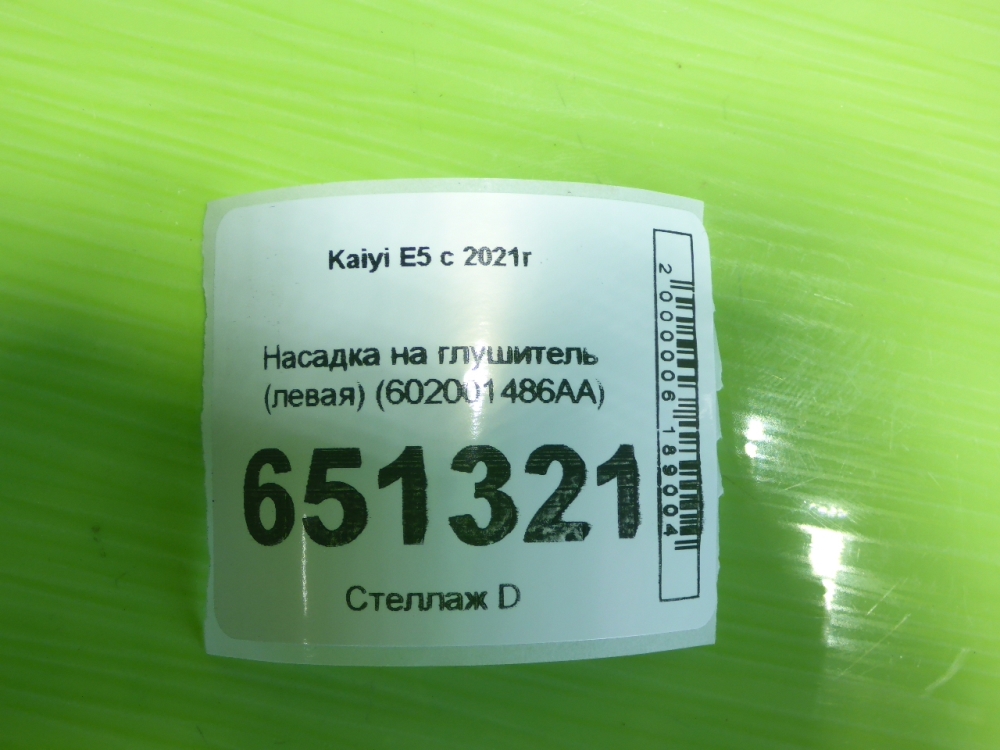 Kaiyi E5 с 2021г
Насадка на глушитель
(левая) (602001486AA)
651321
Стеллаж D
2000006189004